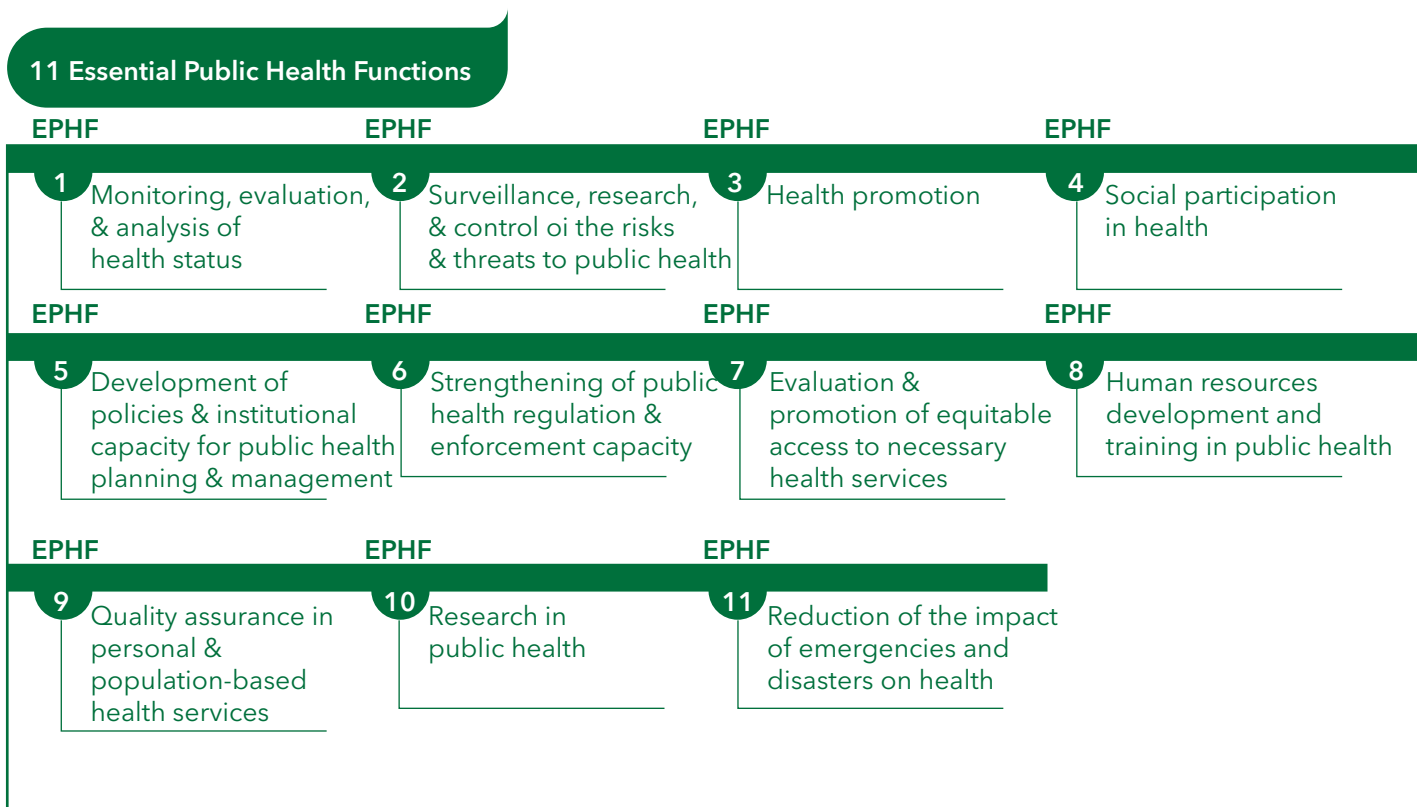 11 Essential Public Health Functions
EPHF
1
Monitoring, evaluation,
& analysis of
health status
EPHF
2
Surveillance, research,
& control oi the risks
& threats to public health
EPHF
3
Health promotion
EPHF
4
Social participation
in health
EPHF
5
Development of
policies & institutional
capacity for public health
planning & management
EPHF
6
Strengthening of public
health regulation &
enforcement capacity
EPHF
7
Evaluation &
promotion of equitable
access to necessary
health services
EPHF
8
Human resources
development and
training in public health
EPHF
9
Quality assurance in
personal &
population-based
health services
EPHF
10
Research in
public health
EPHF
11
Reduction of the impact
of emergencies and
disasters on health